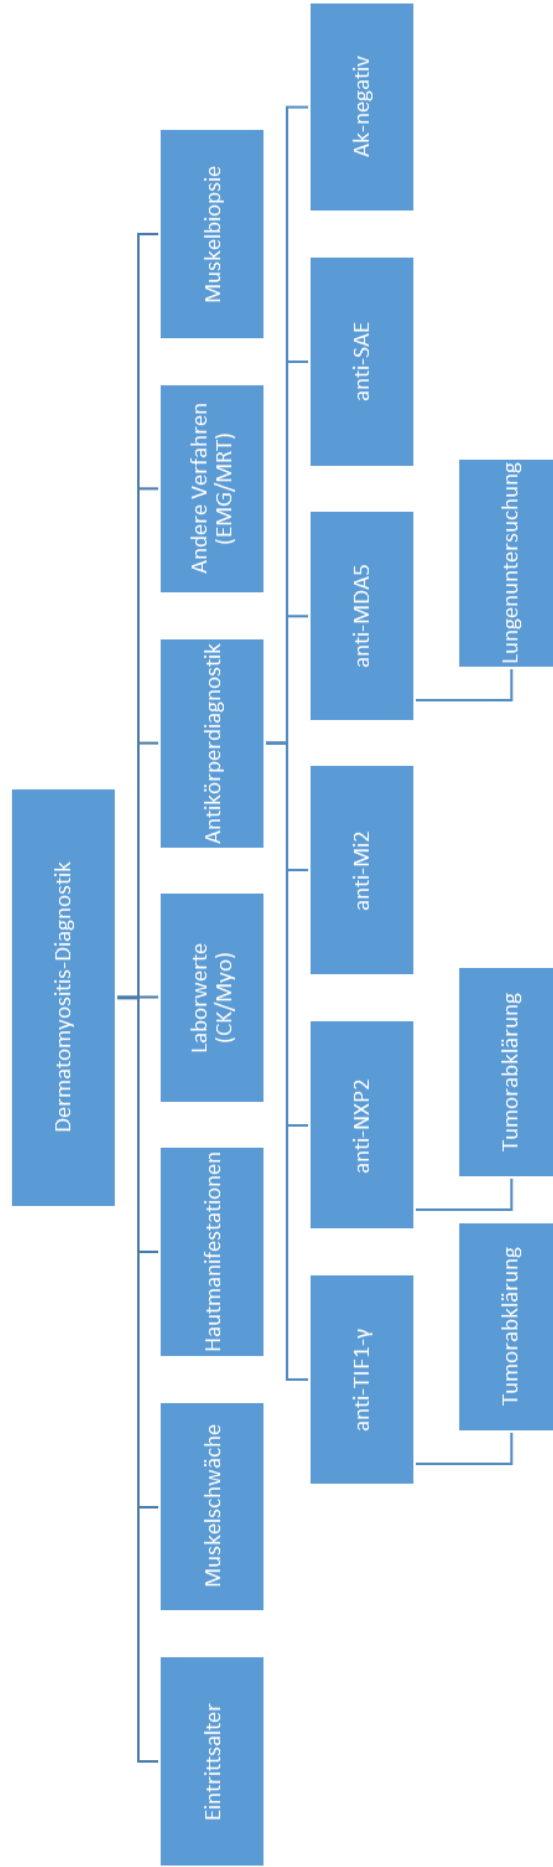 Dermatomyositis-Diagnostik
Eintrittsalter
Muskelschwäche
Hautmanifestationen
Laborwerte
(CK/Myo)
Antikörperdiagnostik
Andere Verfahren
(EMG/MRT)
Muskelbiopsie
anti-TIF1-γ
anti-NXP2
anti-Mi2
anti-MDA5
anti-SAE
Ak-negativ
Tumorabklärung
Tumorabklärung
Lungenuntersuchung